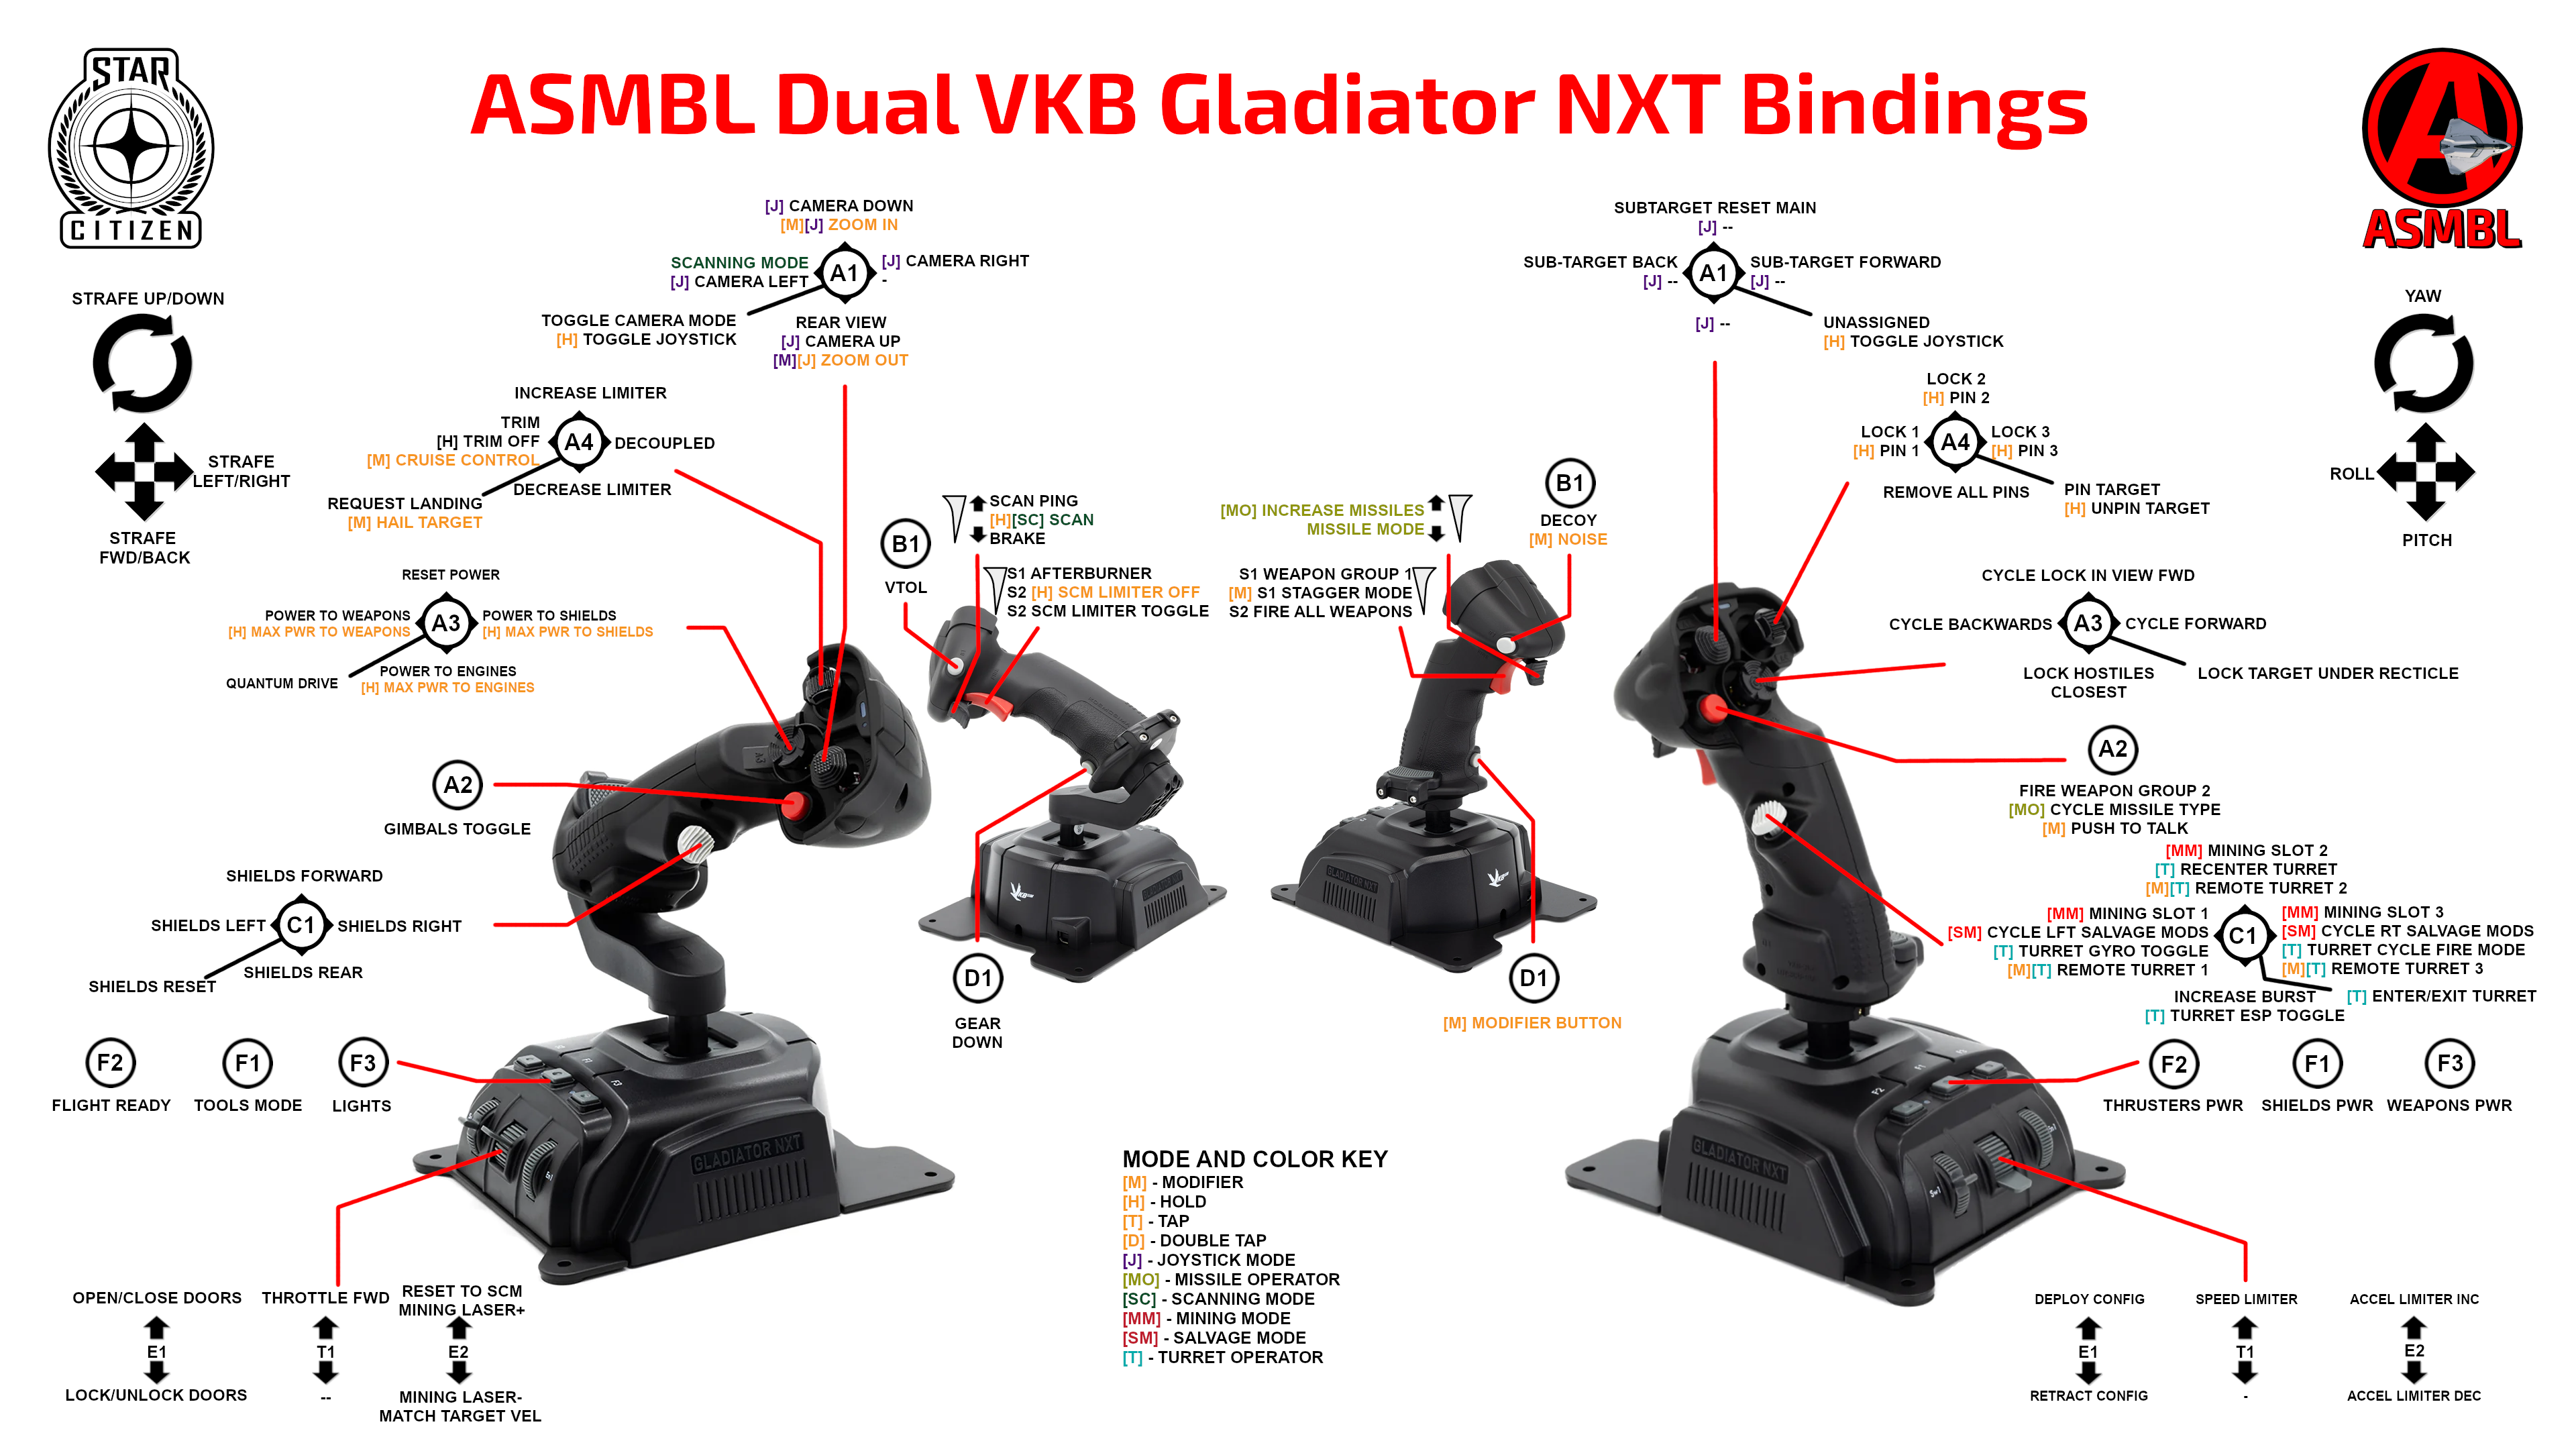 STAR
CITIZEN
ASMBL Dual VKB Gladiator NXT Bindings
A
ASMBL
STRAFE UP/DOWN
STRAFE
LEFT/RIGHT
STRAFE
FWD/BACK
[J] CAMERA DOWN
[M][J] ZOOM IN
SCANNING MODE
[J] CAMERA LEFT
A1
[J] CAMERA RIGHT
-
TOGGLE CAMERA MODE
[H] TOGGLE JOYSTICK
REAR VIEW
[J] CAMERA UP
[M][J] ZOOM OUT
INCREASE LIMITER
TRIM
[H] TRIM OFF
[M] CRUISE CONTROL
A4
DECOUPLED
DECREASE LIMITER
REQUEST LANDING
[M] HAIL TARGET
RESET POWER
POWER TO WEAPONS
[H] MAX PWR TO WEAPONS
A3
POWER TO SHIELDS
[H] MAX PWR TO SHIELDS
QUANTUM DRIVE
POWER TO ENGINES
[H] MAX PWR TO ENGINES
A2
GIMBALS TOGGLE
SHIELDS FORWARD
SHIELDS LEFT
C1
SHIELDS RIGHT
SHIELDS REAR
SHIELDS RESET
F2
FLIGHT READY
F1
TOOLS MODE
F3
LIGHTS
OPEN/CLOSE DOORS
E1
LOCK/UNLOCK DOORS
THROTTLE FWD
T1
--
RESET TO SCM
MINING LASER+
E2
MINING LASER-
MATCH TARGET VEL
B1
VTOL
SCAN PING
[H][SC] SCAN
BRAKE
S1 AFTERBURNER
S2 [H] SCM LIMITER OFF
S2 SCM LIMITER TOGGLE
D1
GEAR
DOWN
[MO] INCREASE MISSILES
MISSILE MODE
S1 WEAPON GROUP 1
[M] S1 STAGGER MODE
S2 FIRE ALL WEAPONS
B1
DECOY
[M] NOISE
D1
[M] MODIFIER BUTTON
SUBTARGET RESET MAIN
[J] --
SUB-TARGET BACK
[J] --
A1
SUB-TARGET FORWARD
[J] --
[J] --
UNASSIGNED
[H] TOGGLE JOYSTICK
LOCK 2
[H] PIN 2
LOCK 1
[H] PIN 1
A4
LOCK 3
[H] PIN 3
REMOVE ALL PINS
PIN TARGET
[H] UNPIN TARGET
YAW
ROLL
PITCH
CYCLE LOCK IN VIEW FWD
CYCLE BACKWARDS
A3
CYCLE FORWARD
LOCK HOSTILES
CLOSEST
LOCK TARGET UNDER RECTICLE
A2
FIRE WEAPON GROUP 2
[MO] CYCLE MISSILE TYPE
[M] PUSH TO TALK
[MM] MINING SLOT 2
[T] RECENTER TURRET
[M][T] REMOTE TURRET 2
[MM] MINING SLOT 1
[SM] CYCLE LFT SALVAGE MODS
[T] TURRET GYRO TOGGLE
[M][T] REMOTE TURRET 1
C1
[MM] MINING SLOT 3
[SM] CYCLE RT SALVAGE MODS
[T] TURRET CYCLE FIRE MODE
[M][T] REMOTE TURRET 3
INCREASE BURST
[T] TURRET ESP TOGGLE
[T] ENTER/EXIT TURRET
F2
THRUSTERS PWR
F1
SHIELDS PWR
F3
WEAPONS PWR
DEPLOY CONFIG
E1
RETRACT CONFIG
SPEED LIMITER
T1
-
ACCEL LIMITER INC
E2
ACCEL LIMITER DEC
MODE AND COLOR KEY
[M] - MODIFIER
[H] - HOLD
[T] - TAP
[D] - DOUBLE TAP
[J] - JOYSTICK MODE
[MO] - MISSILE OPERATOR
[SC] - SCANNING MODE
[MM] - MINING MODE
[SM] - SALVAGE MODE
[T] - TURRET OPERATOR
GLADIATOR NXT
GLADIATOR NXT
GLADIATOR NXT
GLADIATOR NXT
F1
F3
F2
F1